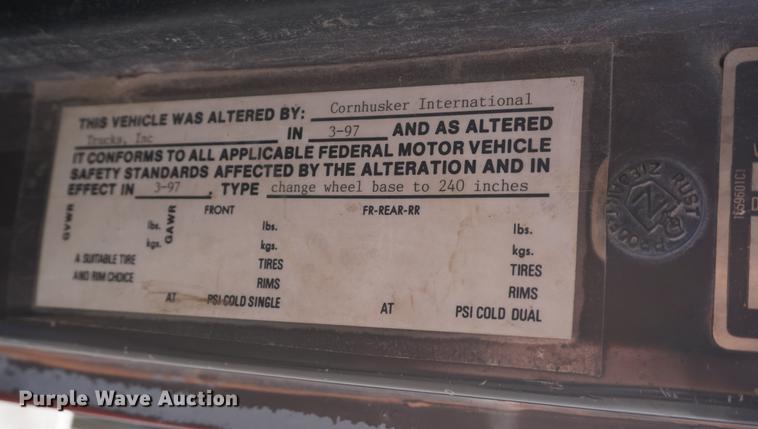 THIS VEHICLE WAS ALTERED BY: Cornhusker International
Trucks, Inc IN 3-97 AND AS ALTERED
IT CONFORMS TO ALL APPLICABLE FEDERAL MOTOR VEHICLE
SAFETY STANDARDS AFFECTED BY THE ALTERATION AND IN
EFFECT IN 3-97 . TYPE change wheel base to 240 inches
GVWR lbs. kgs.
GAWR FRONT FR-REAR-RR
lbs. lbs.
kgs. kgs.
A SUITABLE TIRE TIRES TIRES
AND RIM CHOICE RIMS RIMS
AT PSI COLD SINGLE AT PSI COLD DUAL
ZIEBART RUST
1659601C1
Purple Wave Auction